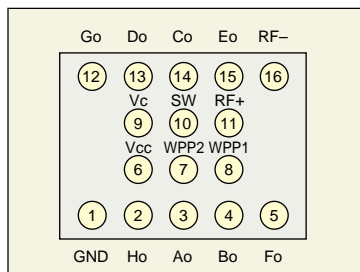 Go Do Co Eo RF–
12 13 14 15 16
Vc SW RF+
9 10 11
Vcc WPP2 WPP1
6 7 8
1 2 3 4 5
GND Ho Ao Bo Fo